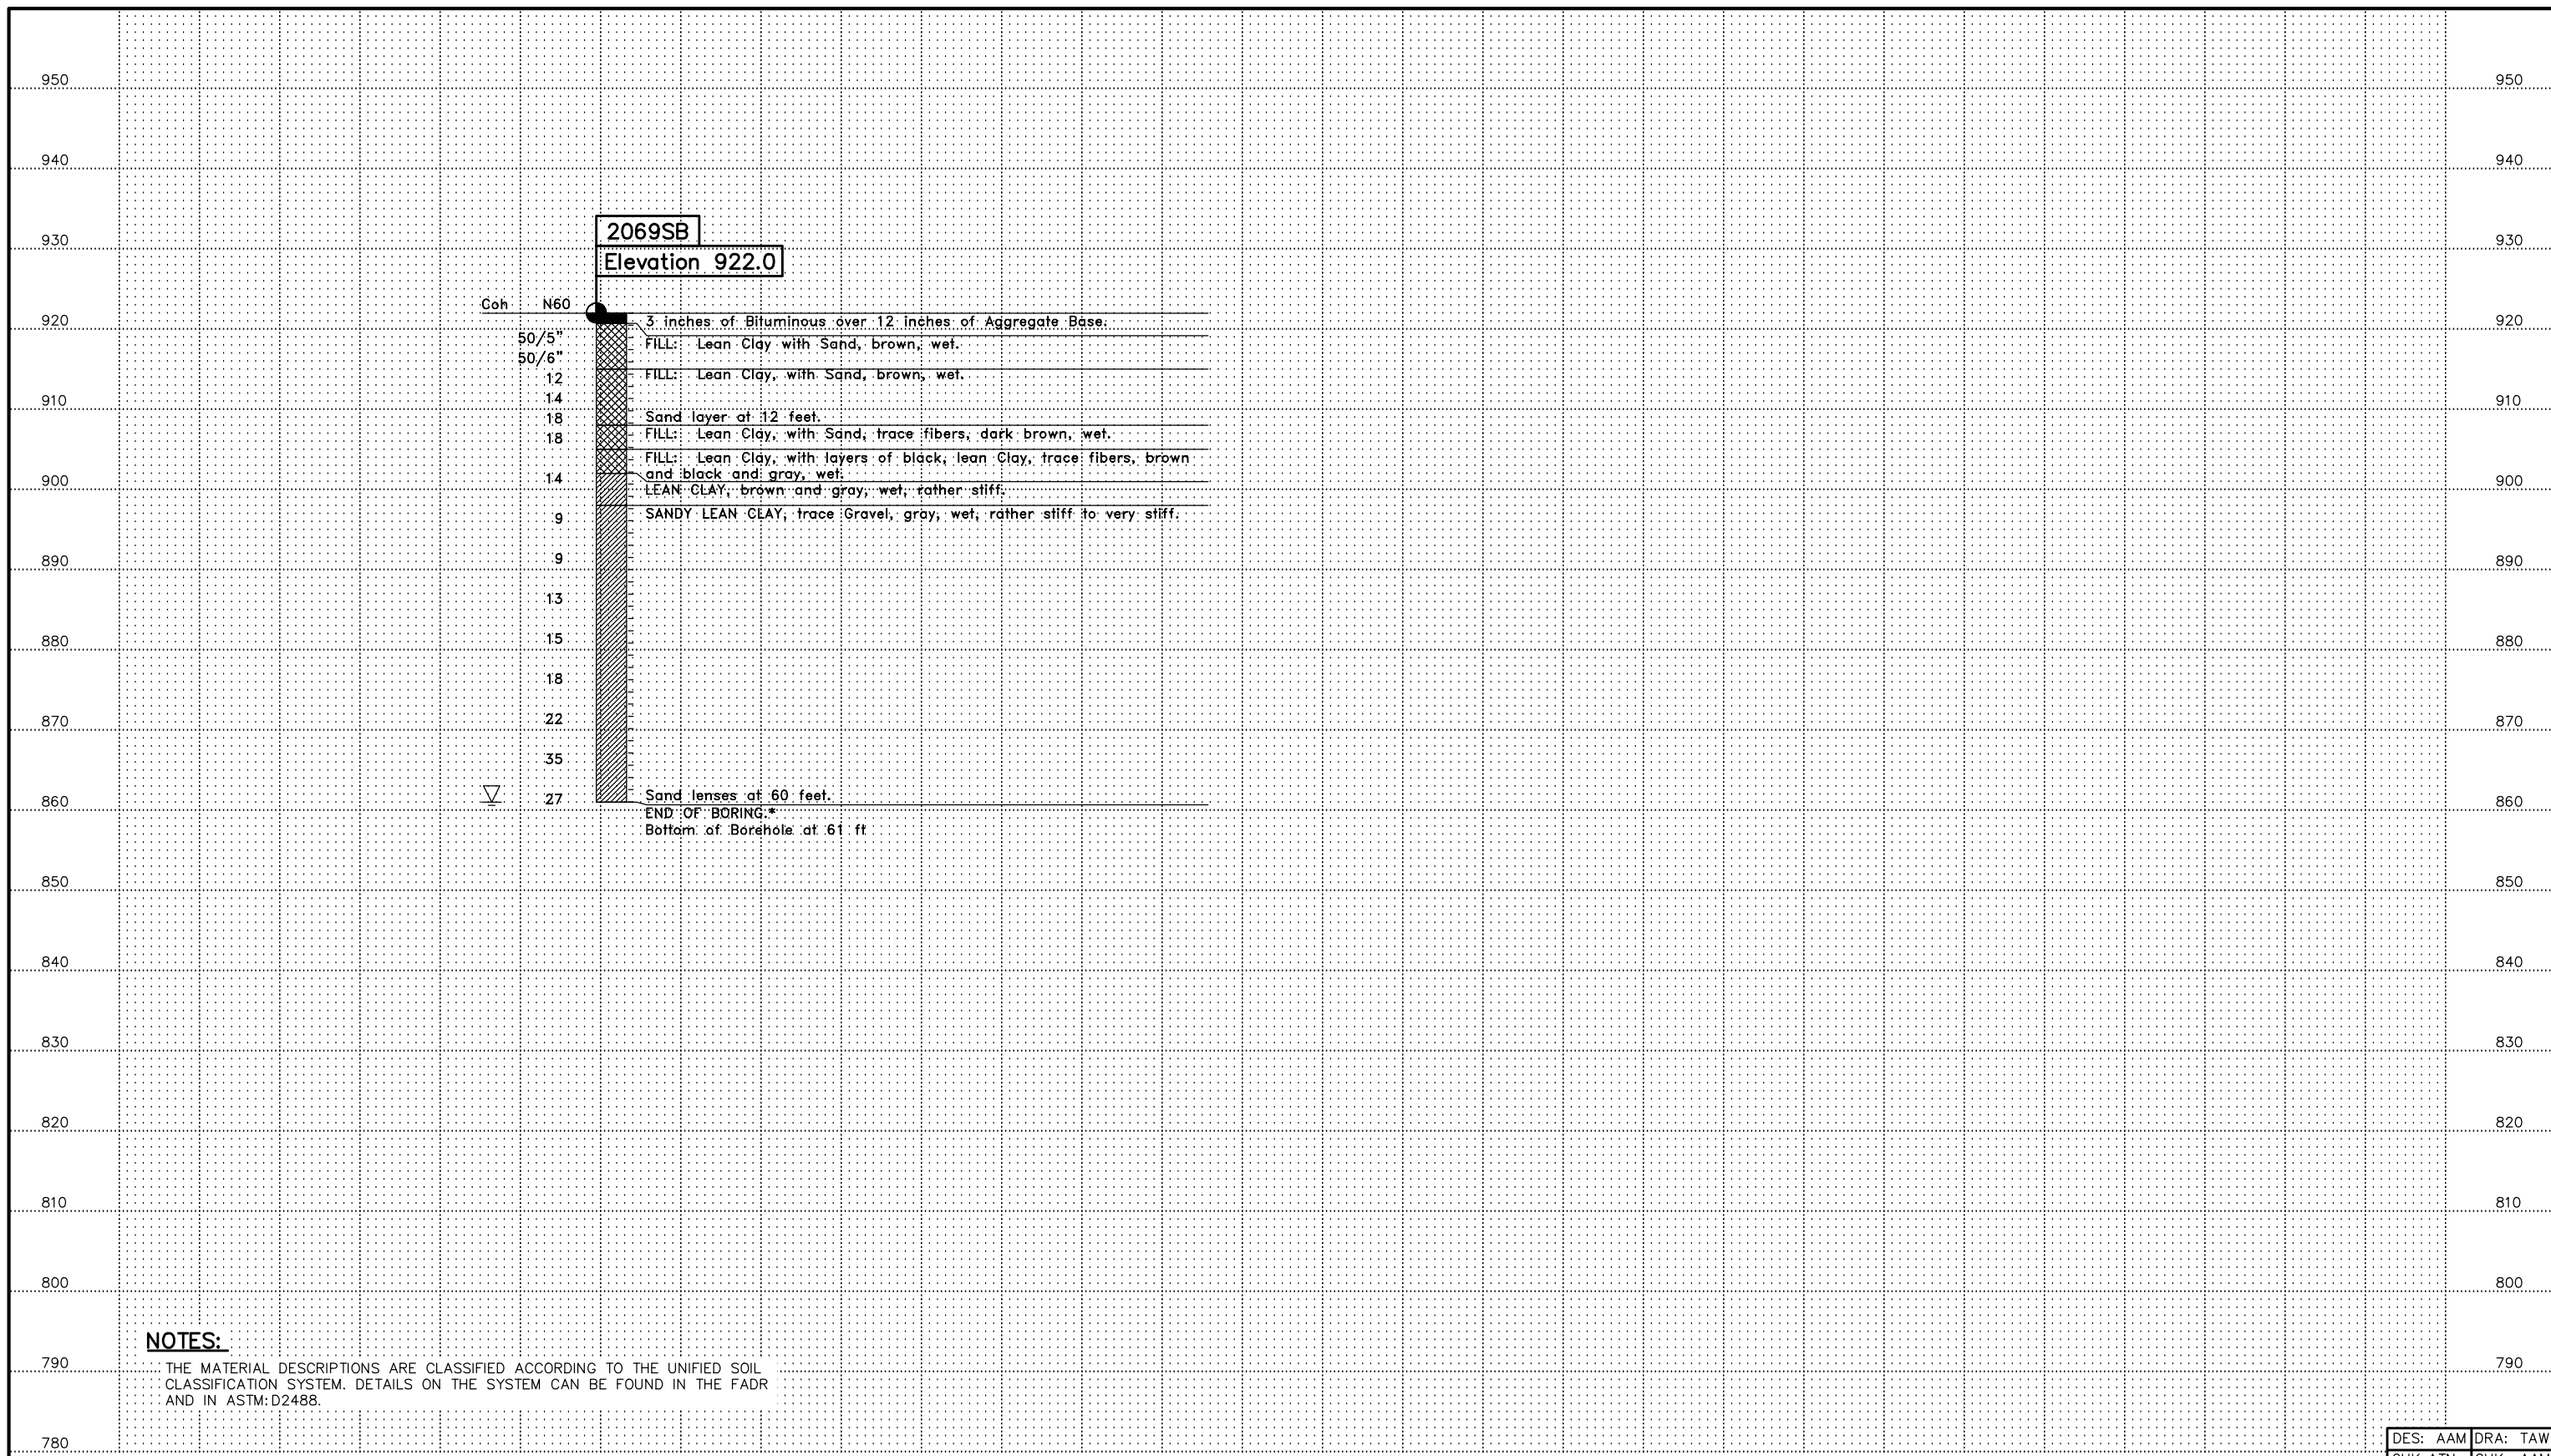 950 950
940 940
2069SB
930 930
Elevation 922.0
Coh N60
920 3 inches of Bituminous over 12 inches of Aggregate Base. 920
50/5" FILL: Lean Clay with Sand, brown, wet.
50/6"
12 FILL: Lean Clay, with Sand, brown, wet.
14
910 910
18 Sand layer at 12 feet.
18 FILL: Lean Clay, with Sand, trace fibers, dark brown, wet.
FILL: Lean Clay, with layers of black, lean Clay, trace fibers, brown
14 and black and gray, wet.
900 900
LEAN CLAY, brown and gray, wet, rather stiff.
9 SANDY LEAN CLAY, trace Gravel, gray, wet, rather stiff to very stiff.
9
890 890
13
15
880 880
18
22
870 870
35
27 Sand lenses at 60 feet.
860 860
END OF BORING.*
Bottom of Borehole at 61 ft
850 850
840 840
830 830
820 820
810 810
800 800
NOTES:
790 790
THE MATERIAL DESCRIPTIONS ARE CLASSIFIED ACCORDING TO THE UNIFIED SOIL
CLASSIFICATION SYSTEM. DETAILS ON THE SYSTEM CAN BE FOUND IN THE FADR
AND IN ASTM:D2488.
780
DES: AAM DRA: TAW